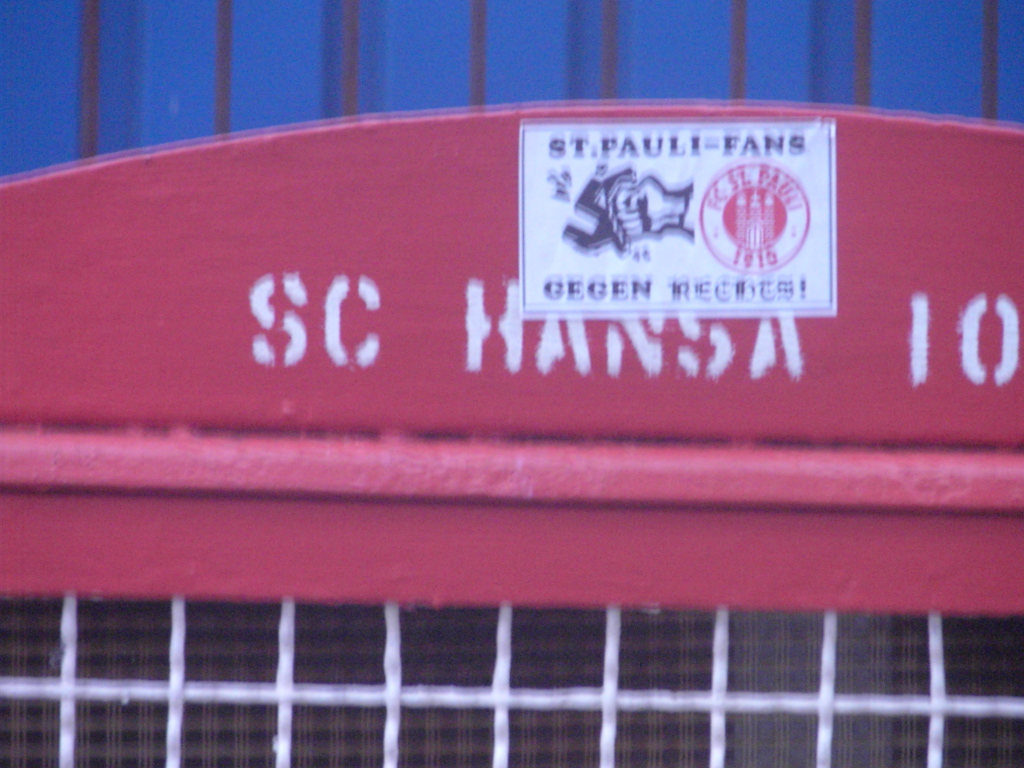 ST.PAULI-FANS
FC ST. PAULI
1910
GEGEN RECHTS!
SC HANSA 10